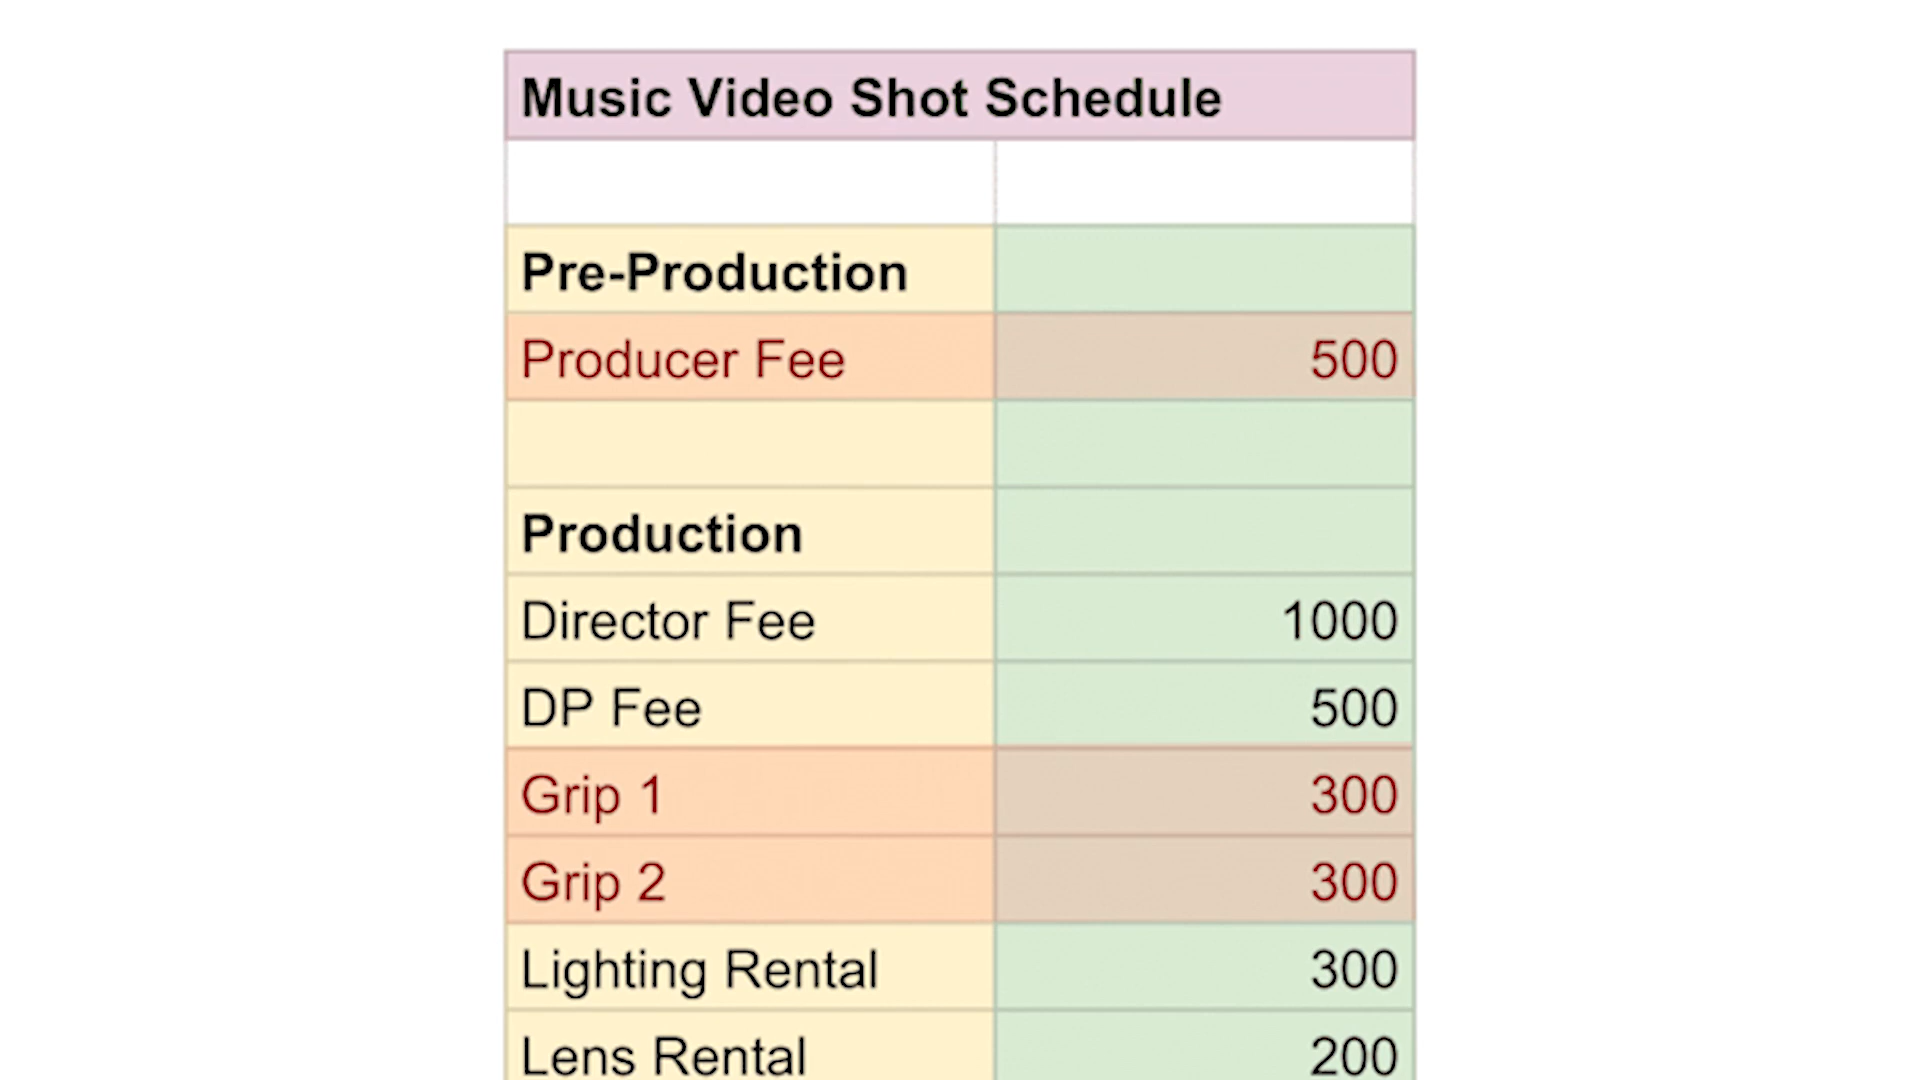 Music Video Shot Schedule
Pre-Production
Producer Fee 500
Production
Director Fee 1000
DP Fee 500
Grip 1 300
Grip 2 300
Lighting Rental 300
Lens Rental 200